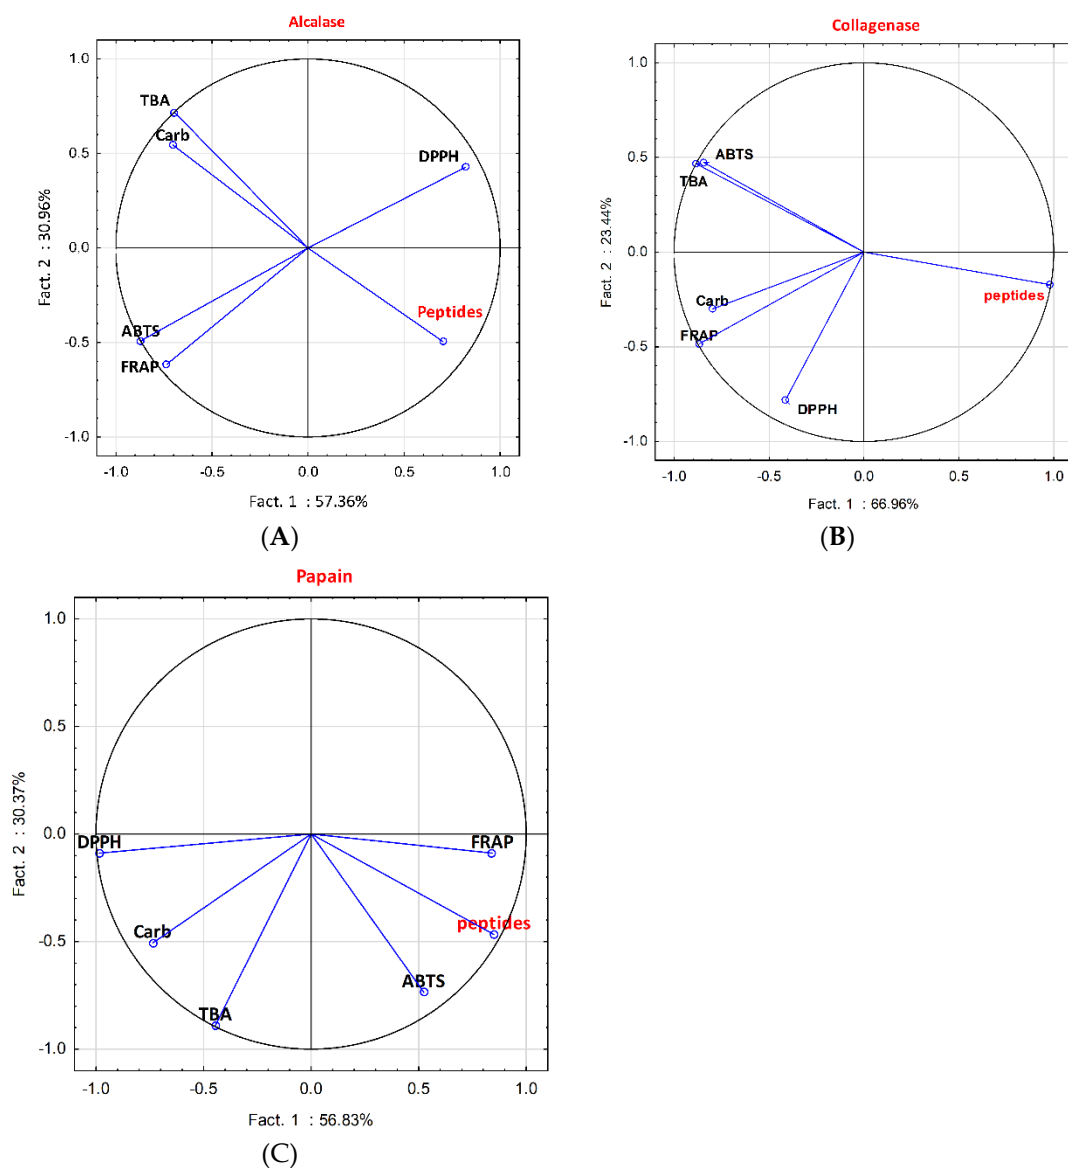 Alcalase
1.0
0.5
0.0
-0.5
-1.0
Fact. 2 : 30.96%
TBA
Carb
DPPH
Peptides
ABTS
FRAP
-1.0 -0.5 0.0 0.5 1.0
Fact. 1 : 57.36%
(A)
Collagenase
1.0
0.5
0.0
-0.5
-1.0
Fact. 2 : 23.44%
ABTS
TBA
Carb
peptides
FRAP
DPPH
-1.0 -0.5 0.0 0.5 1.0
Fact. 1 : 66.96%
(B)
Papain
1.0
0.5
0.0
-0.5
-1.0
Fact. 2 : 30.37%
DPPH
FRAP
Carb
peptides
ABTS
TBA
-1.0 -0.5 0.0 0.5 1.0
Fact. 1 : 56.83%
(C)